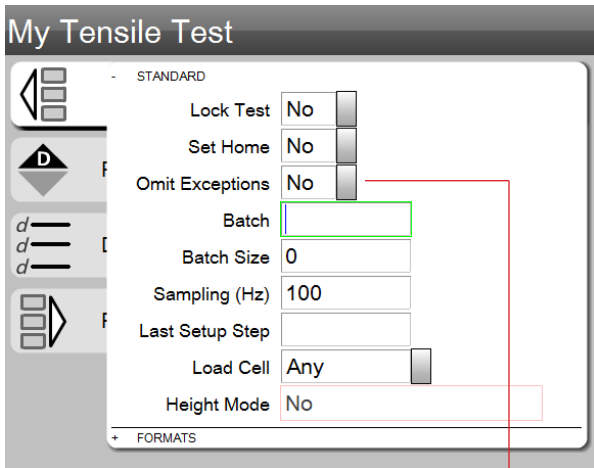 My Tensile Test
- STANDARD
Lock Test No
Set Home No
Omit Exceptions No
Batch
Batch Size 0
Sampling (Hz) 100
Last Setup Step
Load Cell Any
Height Mode No
+ FORMATS
D
d
d
d